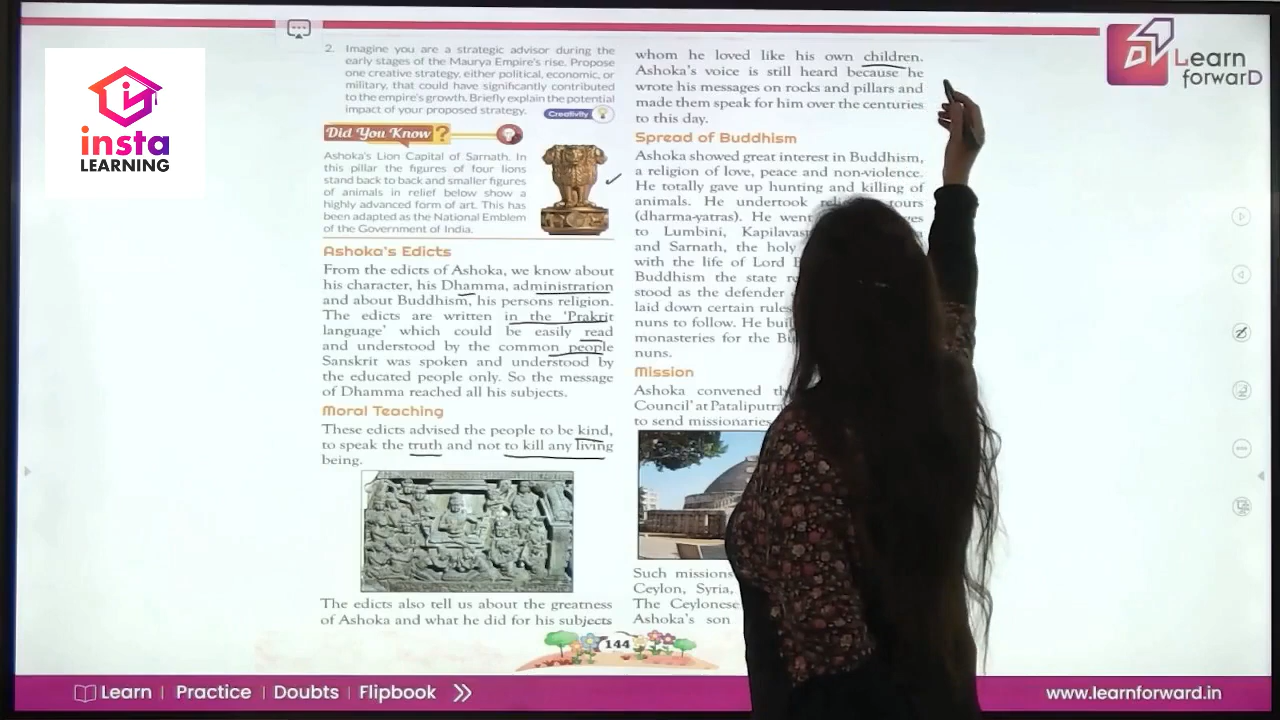 insta
LEARNING
Learn
forwarD
2. Imagine you are a strategic advisor during the
early stages of the Maurya Empire's rise. Propose
one creative strategy, either political, economic, or
military, that could have significantly contributed
to the empire's growth. Briefly explain the potential
impact of your proposed strategy.
Creativity
Did You Know ?
Ashoka's Lion Capital of Sarnath. In
this pillar the figures of four lions
stand back to back and smaller figures
of animals in relief below show a
highly advanced form of art. This has
been adapted as the National Emblem
of the Government of India.
Ashoka's Edicts
From the edicts of Ashoka, we know about
his character, his Dhamma, administration
and about Buddhism, his persons religion.
The edicts are written in the 'Prakrit
language' which could be easily read
and understood by the common people
Sanskrit was spoken and understood by
the educated people only. So the message
of Dhamma reached all his subjects.
Moral Teaching
These edicts advised the people to be kind,
to speak the truth and not to kill any living
being.
The edicts also tell us about the greatness
of Ashoka and what he did for his subjects
whom he loved like his own children.
Ashoka's voice is still heard because he
wrote his messages on rocks and pillars and
made them speak for him over the centuries
to this day.
Spread of Buddhism
Ashoka showed great interest in Buddhism,
a religion of love, peace and non-violence.
He totally gave up hunting and killing of
animals. He undertook tours
(dharma-yatras). He went
to Lumbini,
and Sarnath, the holy
with the life of Lord
Buddhism the state
stood as the defender
laid down certain rules
nuns to follow. He
monasteries for the
nuns.
Mission
Ashoka convened
Council' at Pataliputra
to send missionaries
Such missions
Ceylon, Syria,
The Ceylonese
Ashoka's son
144
Learn | Practice | Doubts | Flipbook
www.learnforward.in